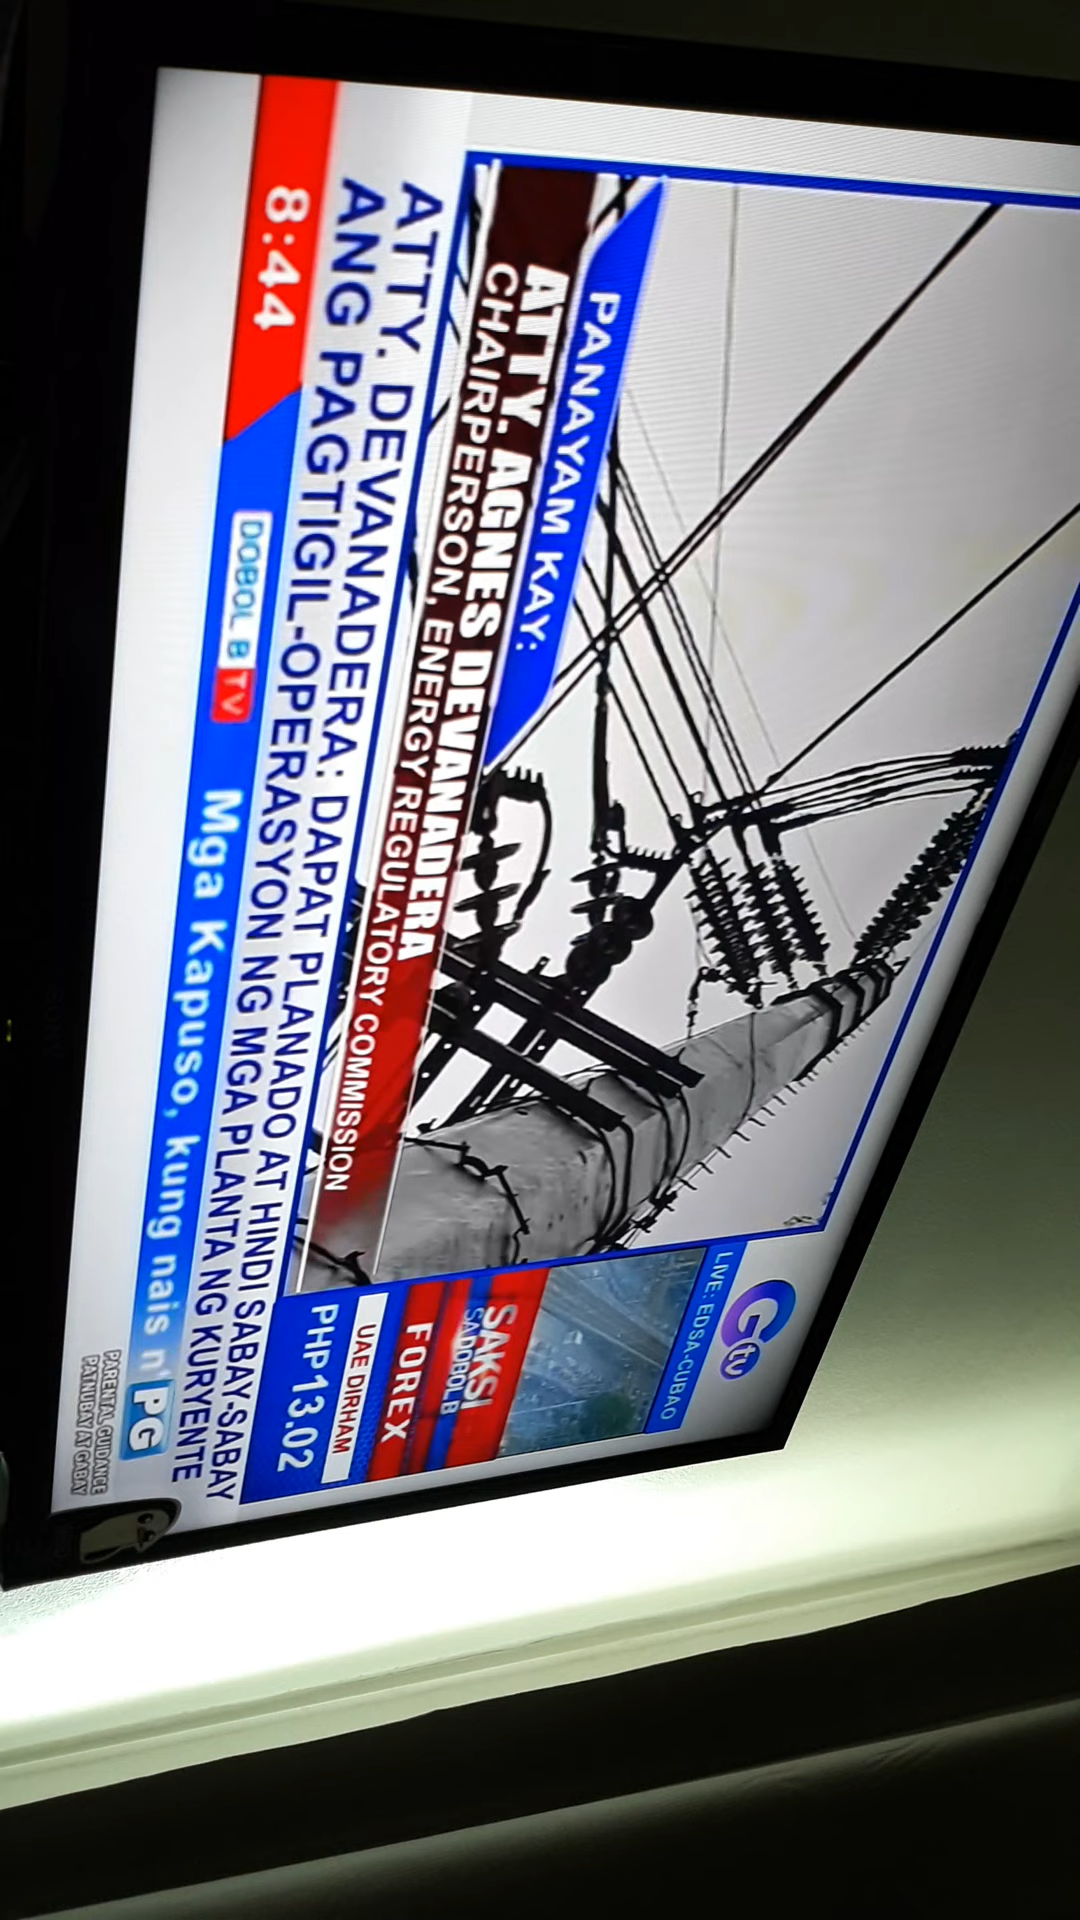 Gtv
LIVE: EDSA-CUBAO
PANAYAM KAY:
ATTY. AGNES DEVANADERA
CHAIRPERSON, ENERGY REGULATORY COMMISSION
SAKSI
SA DOBOL B
FOREX
UAE DIRHAM
PHP13.02
ATTY. DEVANADERA: DAPAT PLANADO AT HINDI SABAY-SABAY
ANG PAGTIGIL-OPERASYON NG MGA PLANTA NG KURYENTE
8:44
DOBOL B TV
Mga Kapuso, kung nais n
PG
PARENTAL GUIDANCE
PATNUBAY AT GABAY